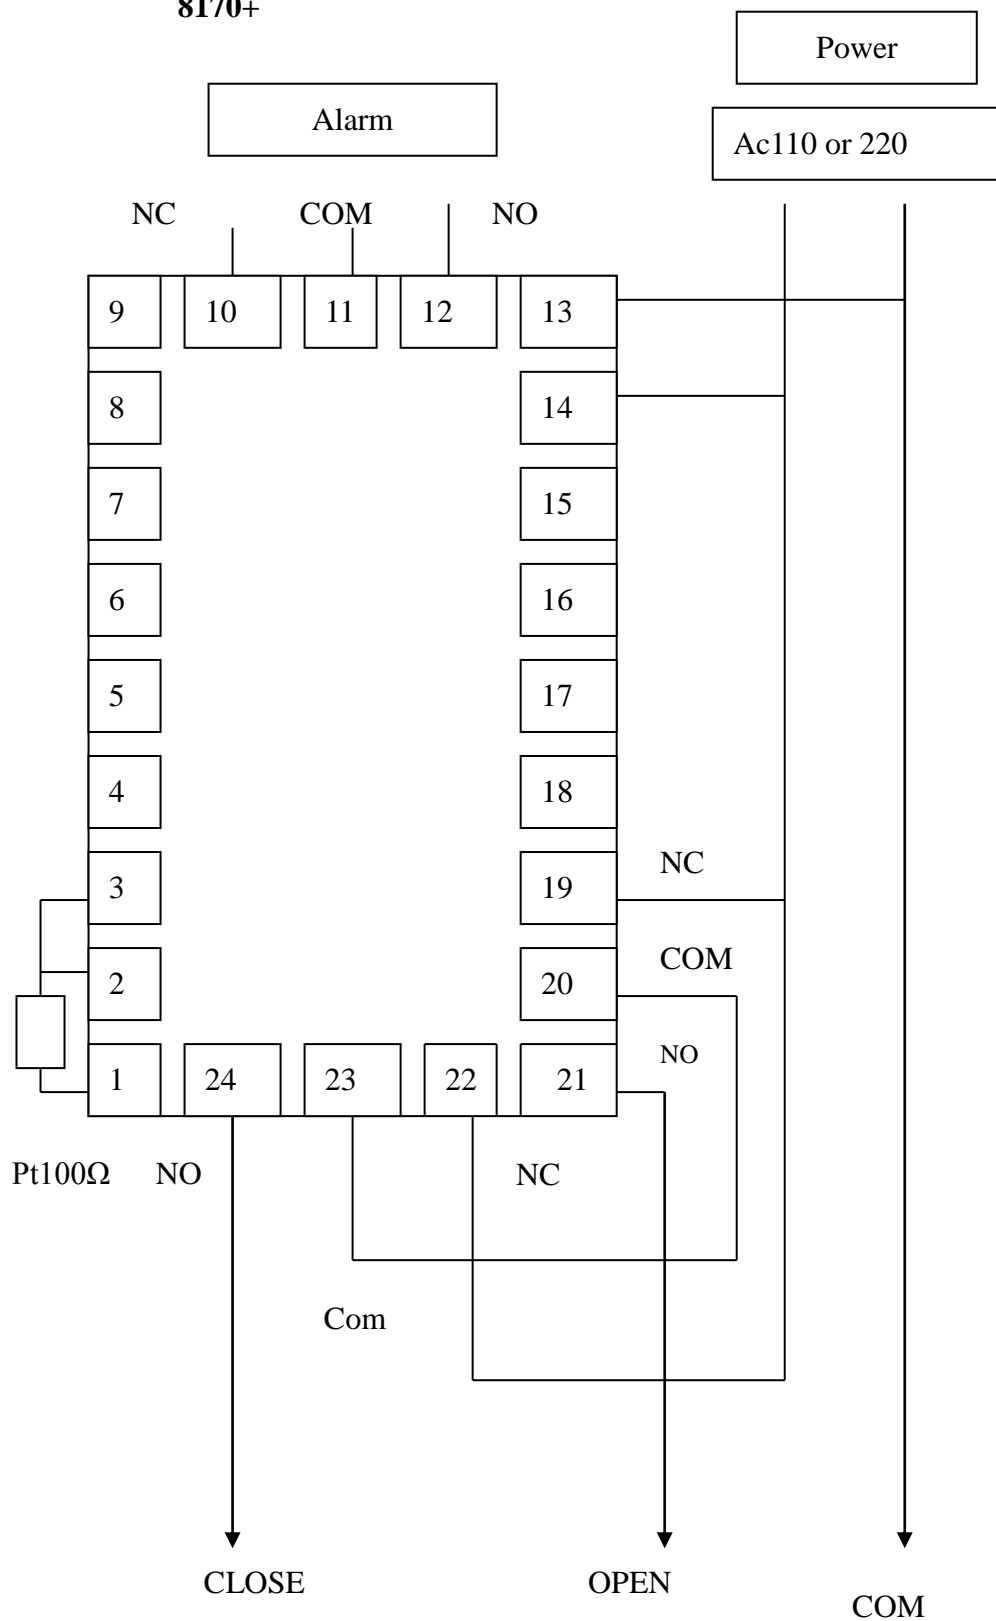 8170+
Power
Alarm
Ac110 or 220
NC COM NO
9 10 11 12 13
8 14
7 15
6 16
5 17
4 18
NC
3 19
COM
2 20
NO
1 24 23 22 21
Pt100Ω NO NC
Com
CLOSE OPEN
COM